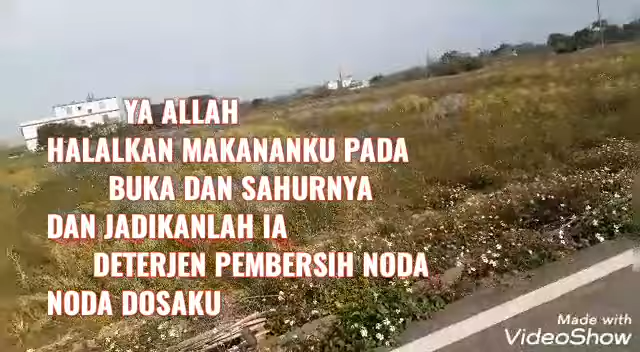 YA ALLAH
HALALKAN MAKANANKU PADA
BUKA DAN SAHURNYA
DAN JADIKANLAH IA
DETERJEN PEMBERSIH NODA
NODA DOSAKU
Made with
VideoShow